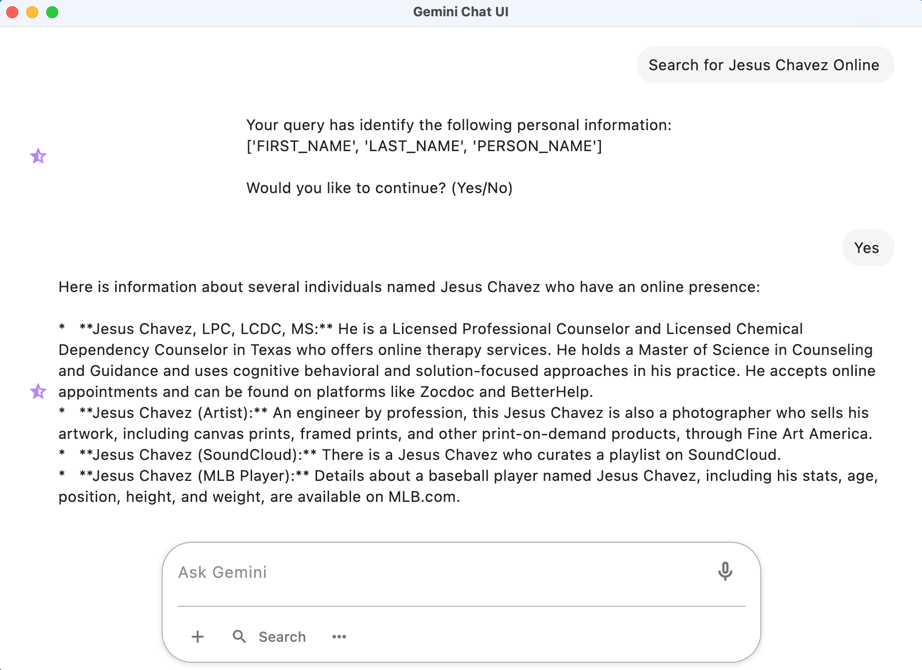 Gemini Chat UI
Search for Jesus Chavez Online
Your query has identify the following personal information:
['FIRST_NAME', 'LAST_NAME', 'PERSON_NAME']
Would you like to continue? (Yes/No)
Yes
Here is information about several individuals named Jesus Chavez who have an online presence:
*   **Jesus Chavez, LPC, LCDC, MS:** He is a Licensed Professional Counselor and Licensed Chemical
Dependency Counselor in Texas who offers online therapy services. He holds a Master of Science in Counseling
and Guidance and uses cognitive behavioral and solution-focused approaches in his practice. He accepts online
appointments and can be found on platforms like Zocdoc and BetterHelp.
*   **Jesus Chavez (Artist):** An engineer by profession, this Jesus Chavez is also a photographer who sells his
artwork, including canvas prints, framed prints, and other print-on-demand products, through Fine Art America.
*   **Jesus Chavez (SoundCloud):** There is a Jesus Chavez who curates a playlist on SoundCloud.
*   **Jesus Chavez (MLB Player):** Details about a baseball player named Jesus Chavez, including his stats, age,
position, height, and weight, are available on MLB.com.
Ask Gemini
Search